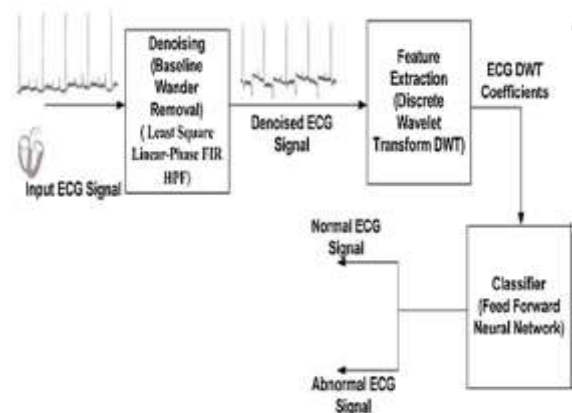 Denoising
(Baseline
Wander
Removal)
( Least Square
Linear-Phase FIR
HPF)
Input ECG Signal
Denoised ECG
Signal
Feature
Extraction
(Discrete
Wavelet
Transform DWT)
ECG DWT
Coefficients
Classifier
(Feed Forward
Neural Network)
Normal ECG
Signal
Abnormal ECG
Signal